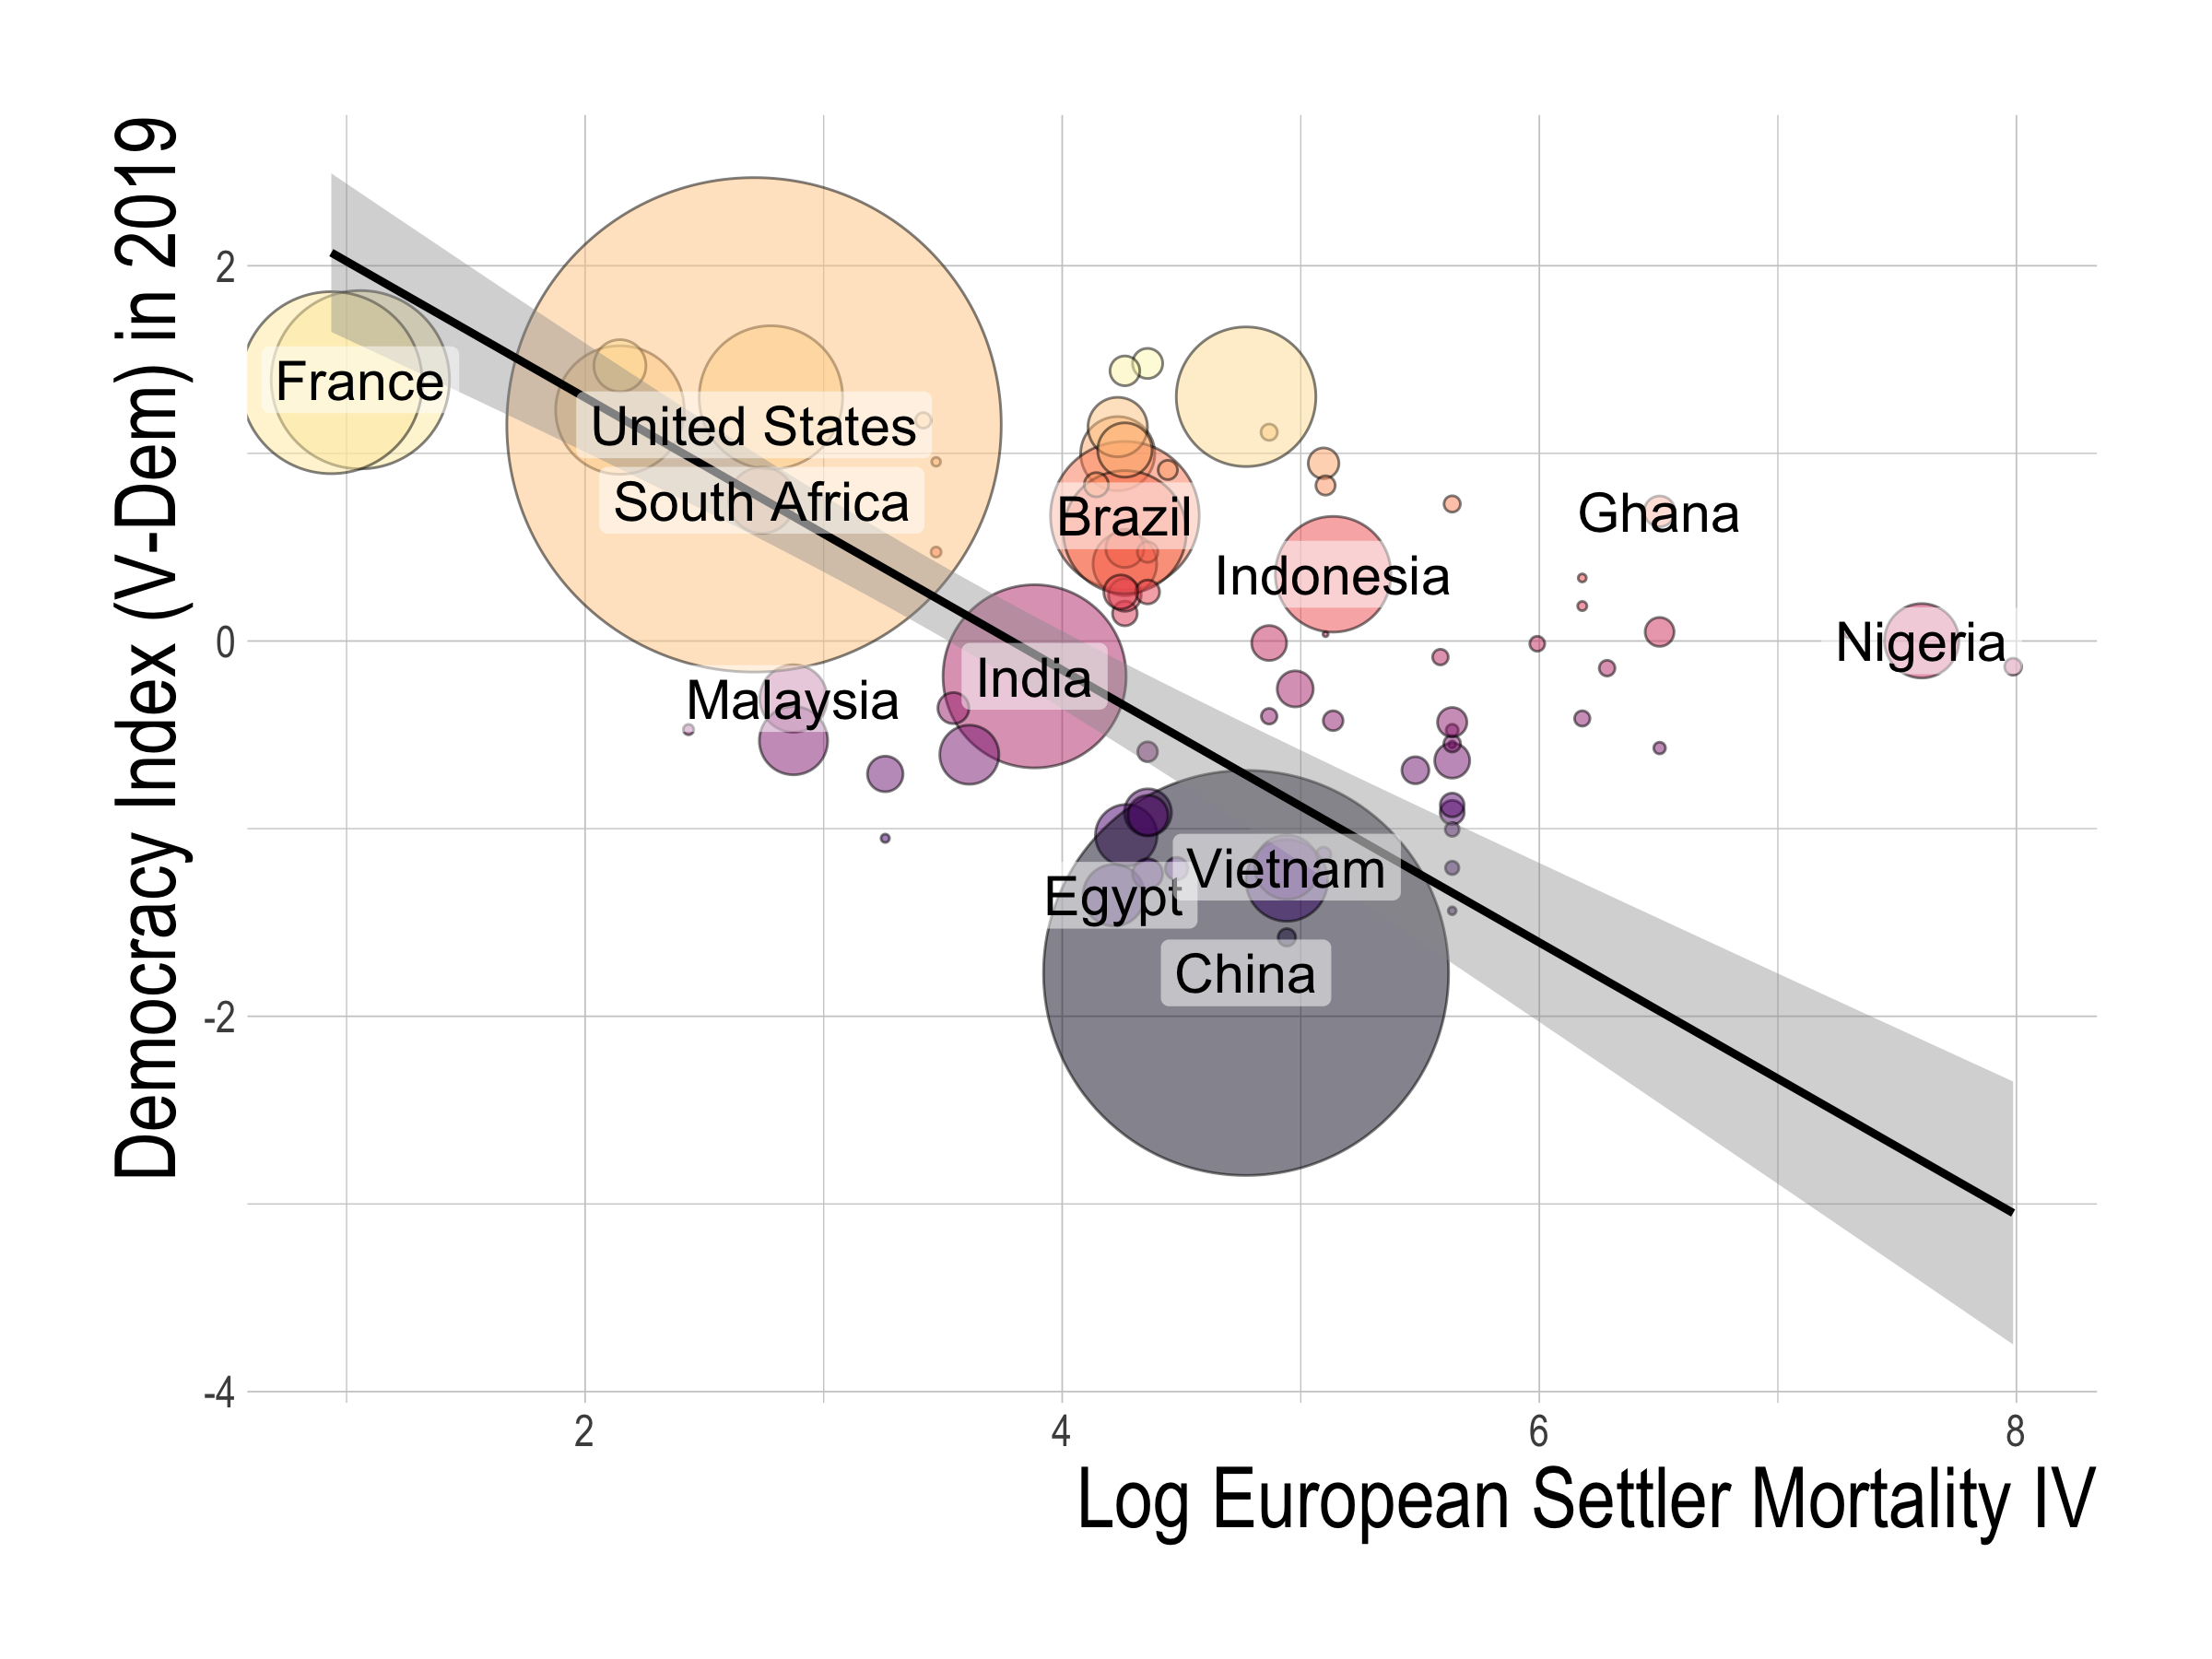 Democracy Index (V-Dem) in 2019
2
0
-2
-4
France
United States
South Africa
Brazil
Ghana
Indonesia
Nigeria
India
Malaysia
Vietnam
Egypt
China
2
4
6
8
Log European Settler Mortality IV